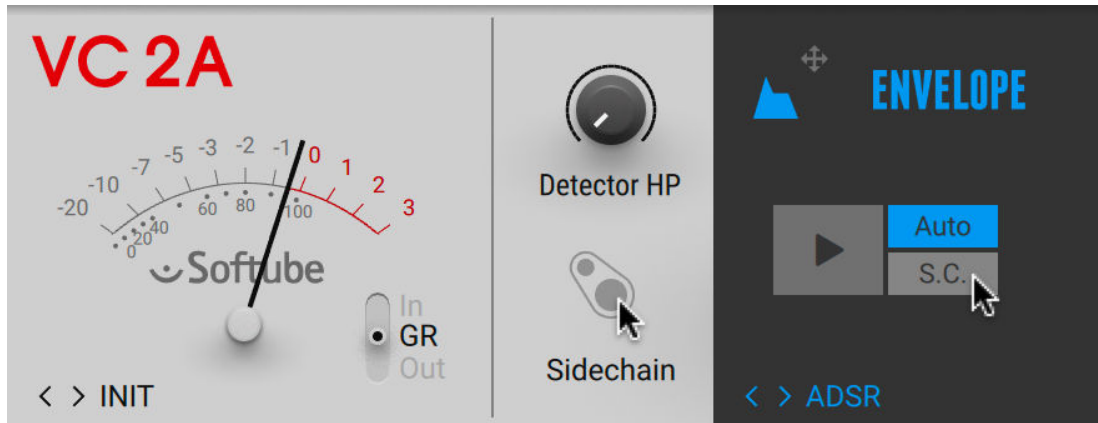 VC 2A
-20 -10 -7 -5 -3 -2 -1 0 1 2 3
0 20 40 60 80 100
Softube
In
GR
Out
< > INIT
Detector HP
Sidechain
ENVELOPE
Auto
S.C.
< > ADSR